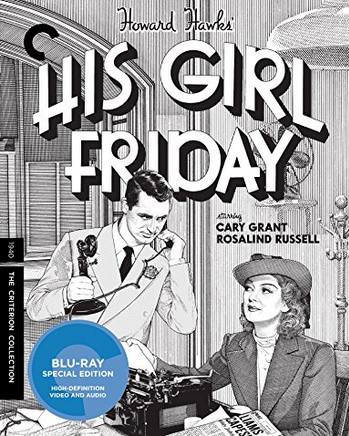 Howard Hawks'
HIS GIRL
FRIDAY
starring
CARY GRANT
ROSALIND RUSSELL
1940
THE CRITERION COLLECTION
BLU-RAY
SPECIAL EDITION
HIGH-DEFINITION
VIDEO AND AUDIO